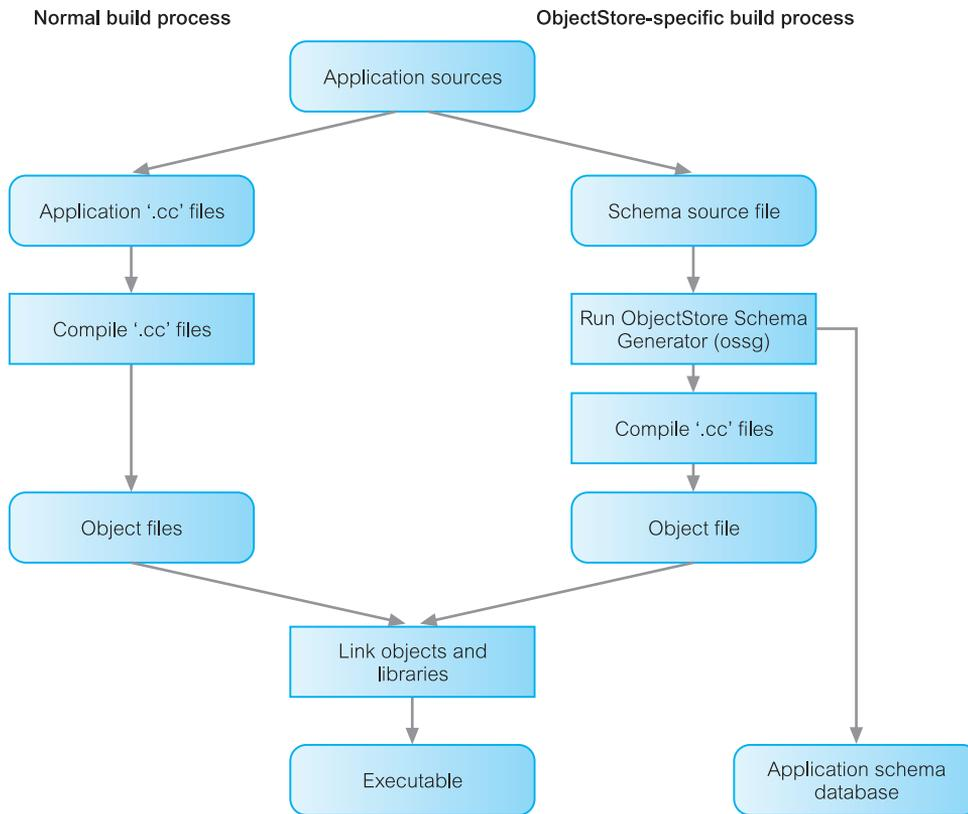 Normal build process
ObjectStore-specific build process
Application sources
Application ‘.cc’ files
Schema source file
Compile ‘.cc’ files
Run ObjectStore Schema
Generator (ossg)
Compile ‘.cc’ files
Object files
Object file
Link objects and
libraries
Executable
Application schema
database